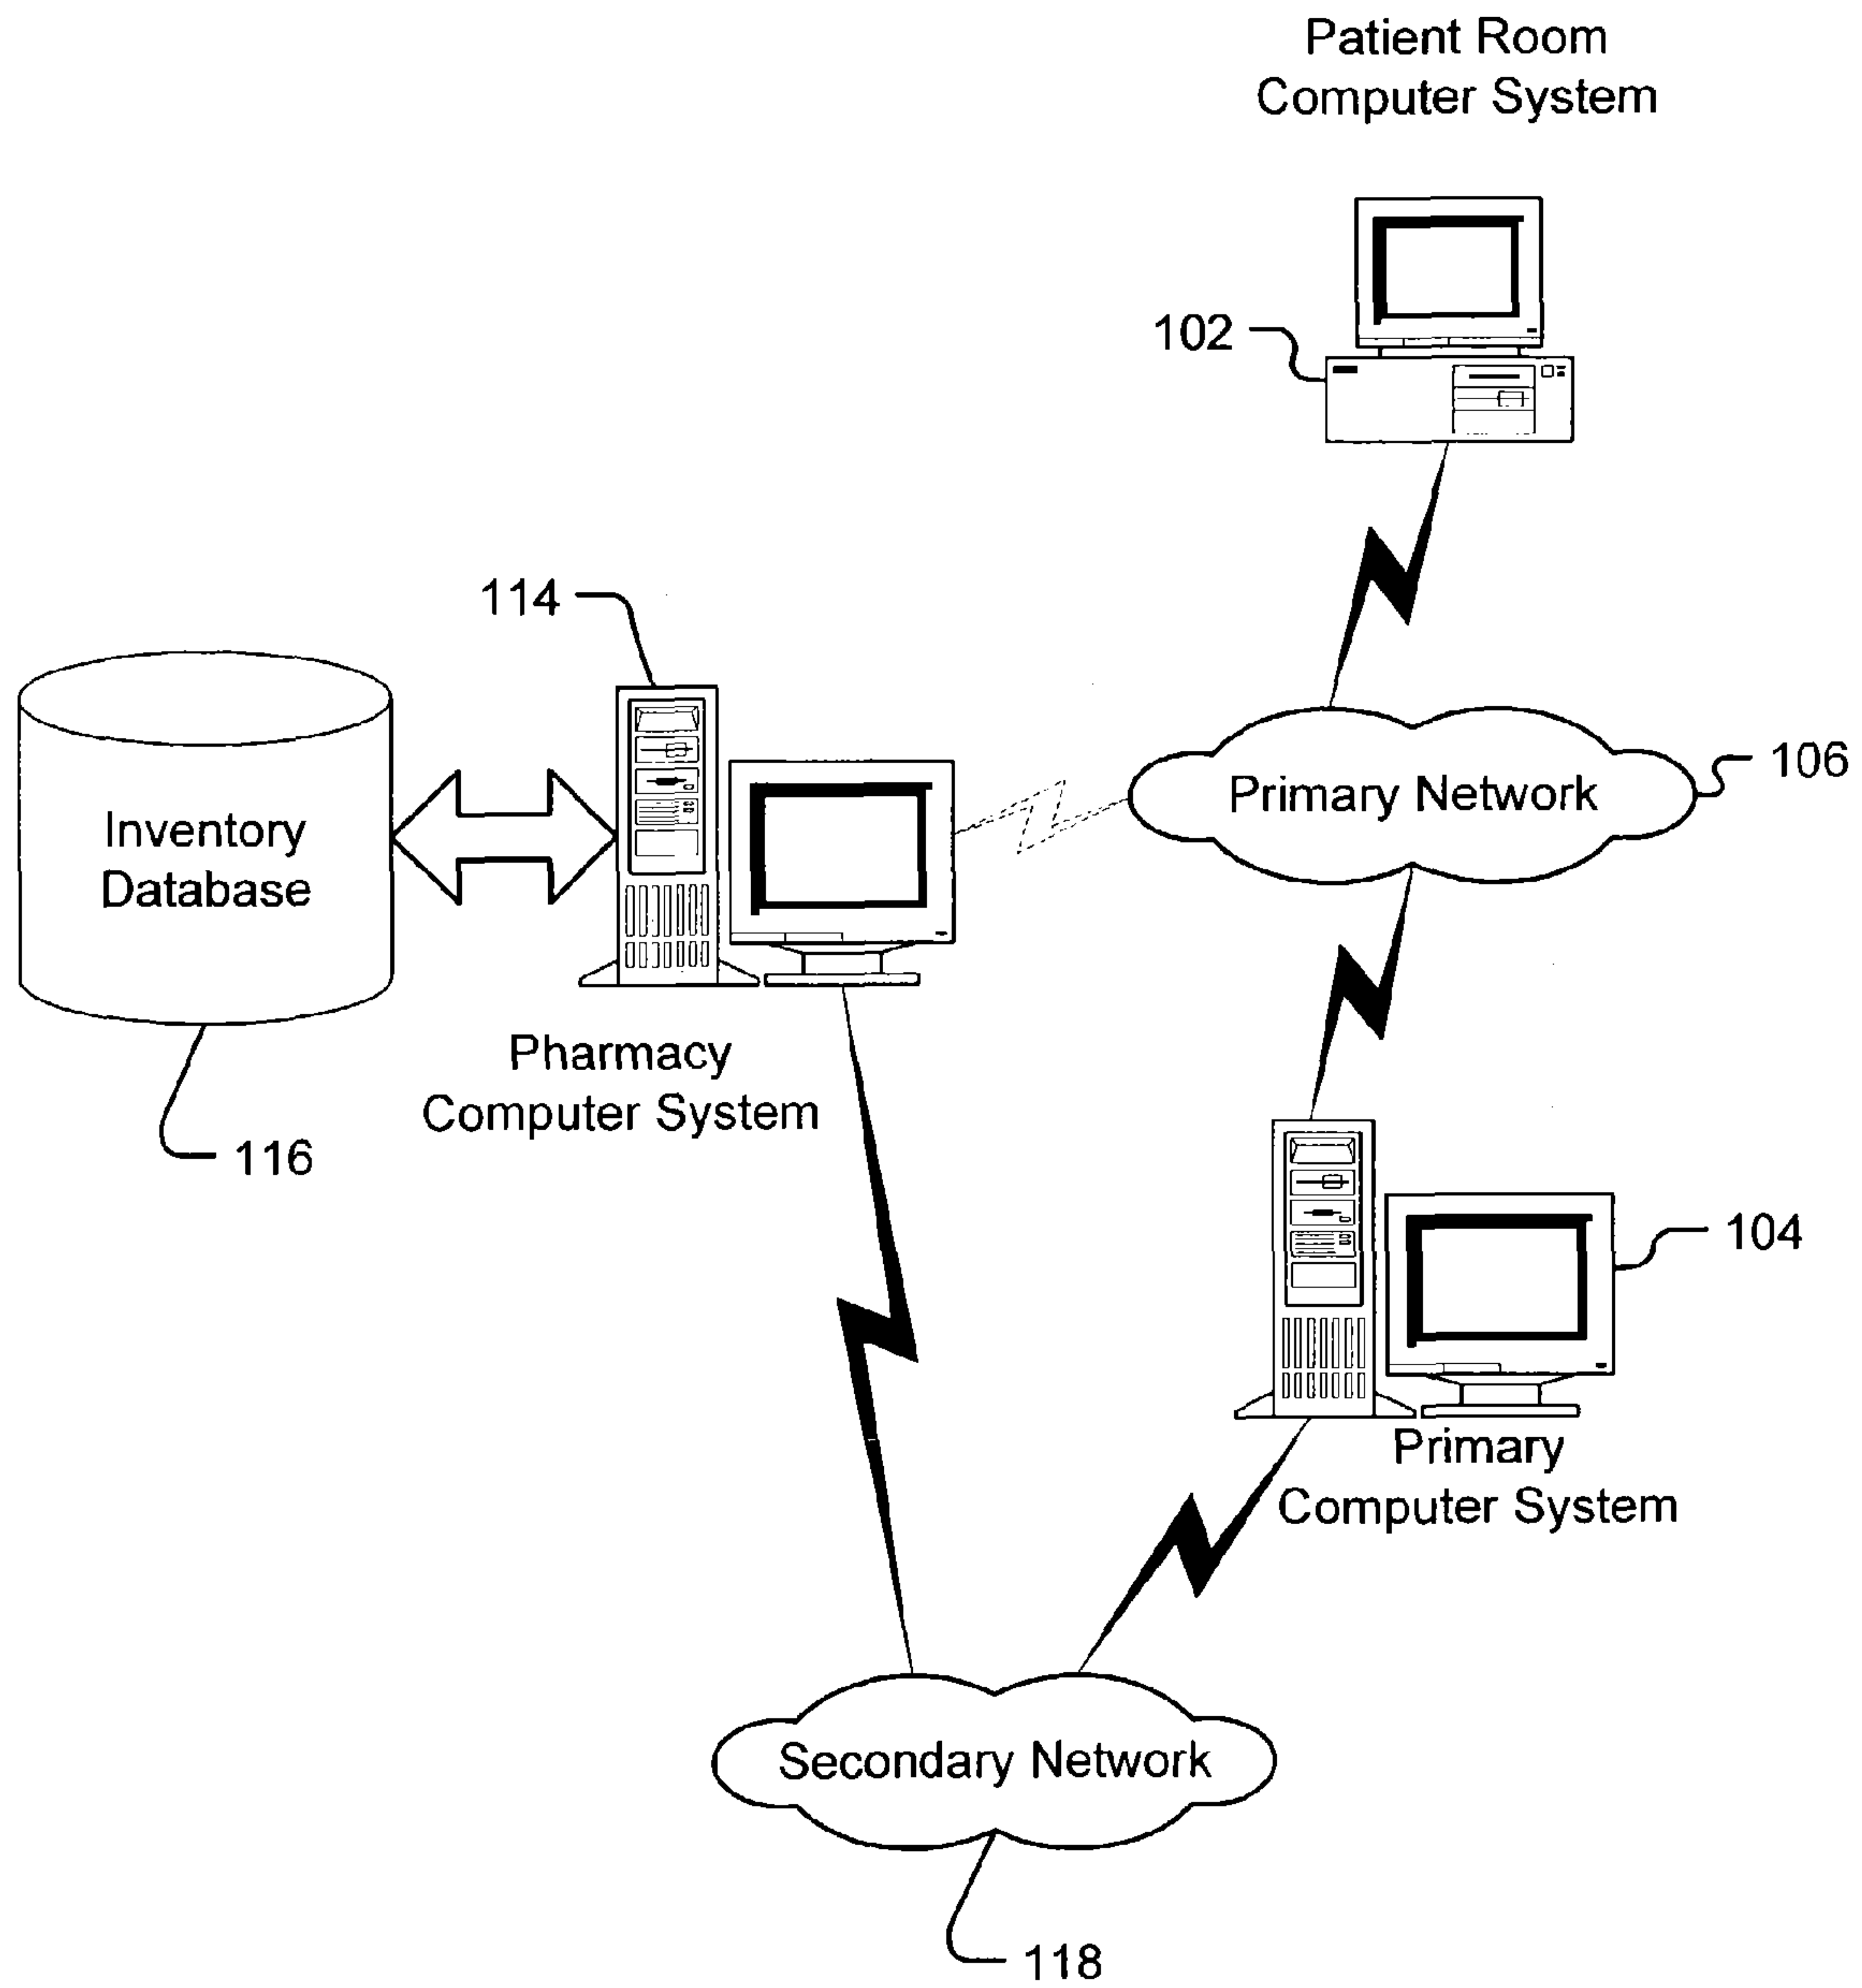 Patient Room
Computer System
102
114
106
Primary Network
Inventory
Database
Pharmacy
Computer System
116
104
Primary
Computer System
Secondary Network
118